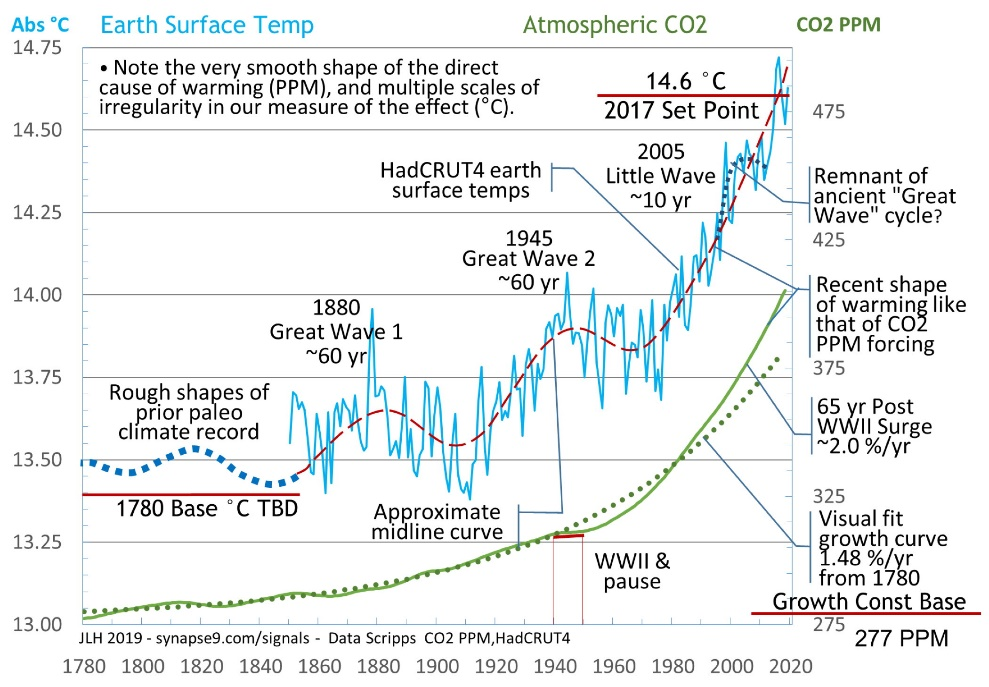 Abs °C
Earth Surface Temp
Atmospheric CO2
CO2 PPM
14.75
14.50
14.25
14.00
13.75
13.50
13.25
13.00
• Note the very smooth shape of the direct
cause of warming (PPM), and multiple scales of
irregularity in our measure of the effect (°C).
14.6 °C
2017 Set Point
475
425
375
325
275
HadCRUT4 earth
surface temps
2005
Little Wave
~10 yr
Remnant of
ancient "Great
Wave" cycle?
1945
Great Wave 2
~60 yr
1880
Great Wave 1
~60 yr
Recent shape
of warming like
that of CO2
PPM forcing
Rough shapes of
prior paleo
climate record
65 yr Post
WWII Surge
~2.0 %/yr
1780 Base °C TBD
Approximate
midline curve
WWII &
pause
Visual fit
growth curve
1.48 %/yr
from 1780
Growth Const Base
277 PPM
JLH 2019 - synapse9.com/signals - Data Scripps CO2 PPM,HadCRUT4
1780 1800 1820 1840 1860 1880 1900 1920 1940 1960 1980 2000 2020